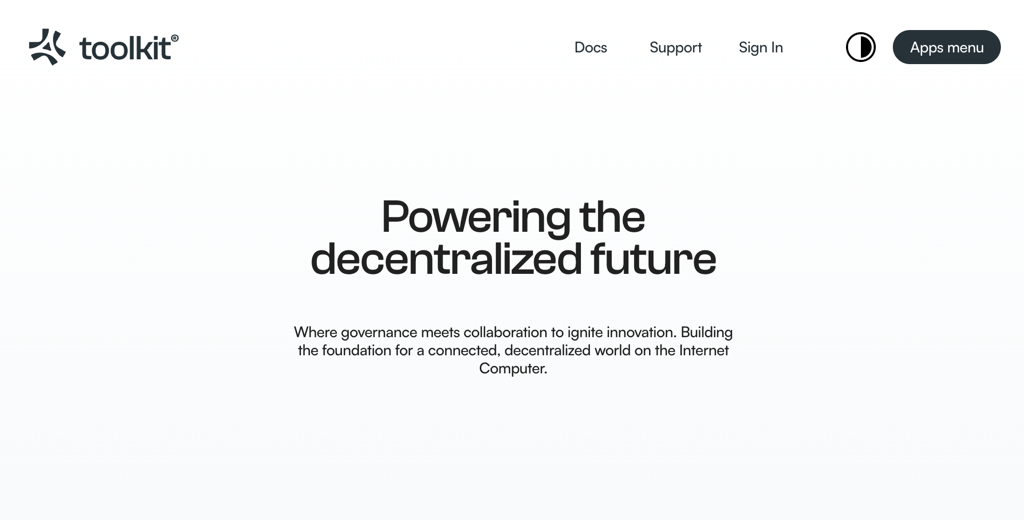 toolkit®
Docs
Support
Sign In
Apps menu
Powering the
decentralized future
Where governance meets collaboration to ignite innovation. Building
the foundation for a connected, decentralized world on the Internet
Computer.